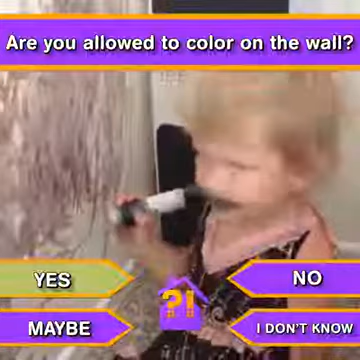 Are you allowed to color on the wall?
YES
NO
?!
MAYBE
I DON'T KNOW